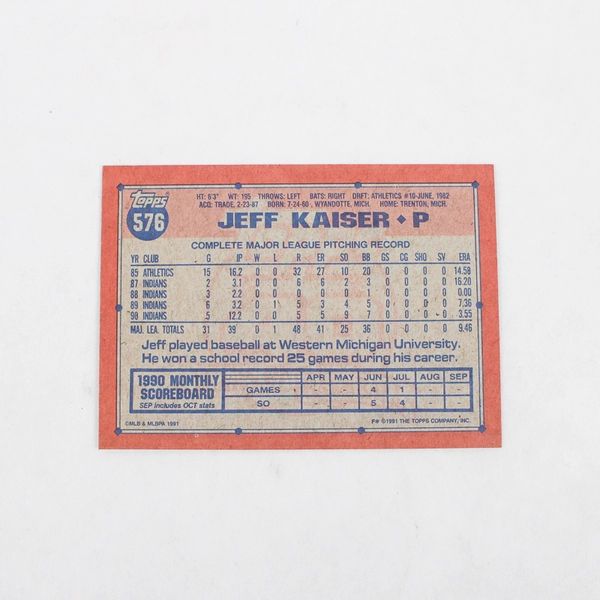 Topps
576
HT: 6'3" WT: 195 THROWS: LEFT BATS: RIGHT DRFT: ATHLETICS #10-JUNE, 1982
ACQ: TRADE, 2-23-87 BORN: 7-24-60, WYANDOTTE, MICH. HOME: TRENTON, MICH.
JEFF KAISER ♦ P
COMPLETE MAJOR LEAGUE PITCHING RECORD
YR CLUB G IP W L R ER SO BB GS CG SHO SV ERA
85 ATHLETICS 15 16.2 0 0 32 27 10 20 0 0 0 0 14.58
87 INDIANS 2 3.1 0 0 6 6 2 3 0 0 0 0 16.20
88 INDIANS 3 2.2 0 0 0 0 0 1 0 0 0 0 0.00
89 INDIANS 6 3.2 0 1 5 3 4 5 0 0 0 0 7.36
90 INDIANS 5 12.2 0 0 5 5 9 7 0 0 0 0 3.55
MAJ. LEA. TOTALS 31 39 0 1 48 41 25 36 0 0 0 0 9.46
Jeff played baseball at Western Michigan University.
He won a school record 25 games during his career.
1990 MONTHLY SCOREBOARD
SEP includes OCT stats
APR MAY JUN JUL AUG SEP
GAMES - - 4 1 - -
SO - - 5 4 - -
©MLB & MLBPA 1991
F# ©1991 THE TOPPS COMPANY, INC.